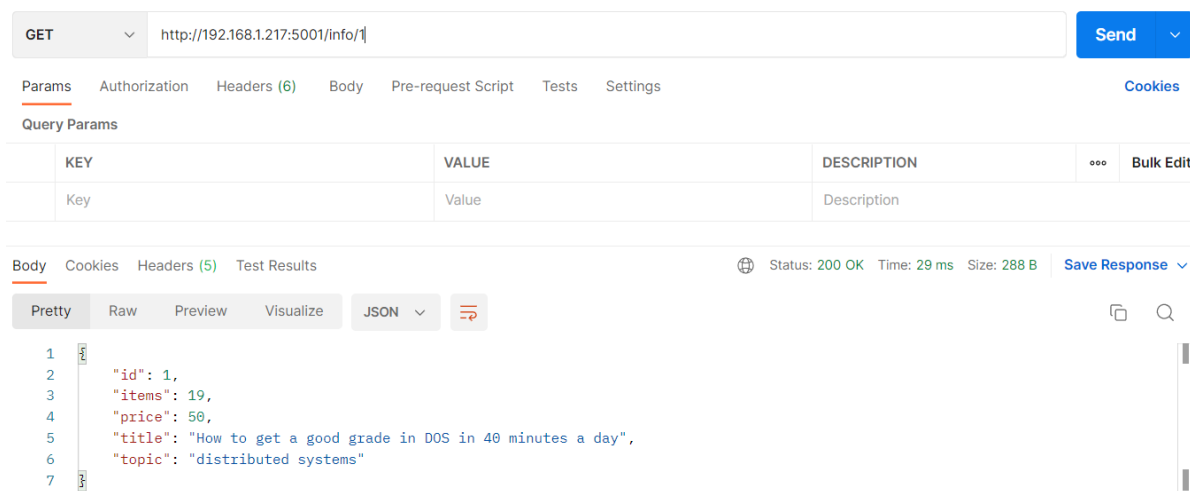 GET http://192.168.1.217:5001/info/1 Send
Params Authorization Headers (6) Body Pre-request Script Tests Settings Cookies
Query Params
KEY VALUE DESCRIPTION ooo Bulk Edit
Key Value Description
Body Cookies Headers (5) Test Results Status: 200 OK Time: 29 ms Size: 288 B Save Response
Pretty Raw Preview Visualize JSON
1 {
2 "id": 1,
3 "items": 19,
4 "price": 50,
5 "title": "How to get a good grade in DOS in 40 minutes a day",
6 "topic": "distributed systems"
7 }